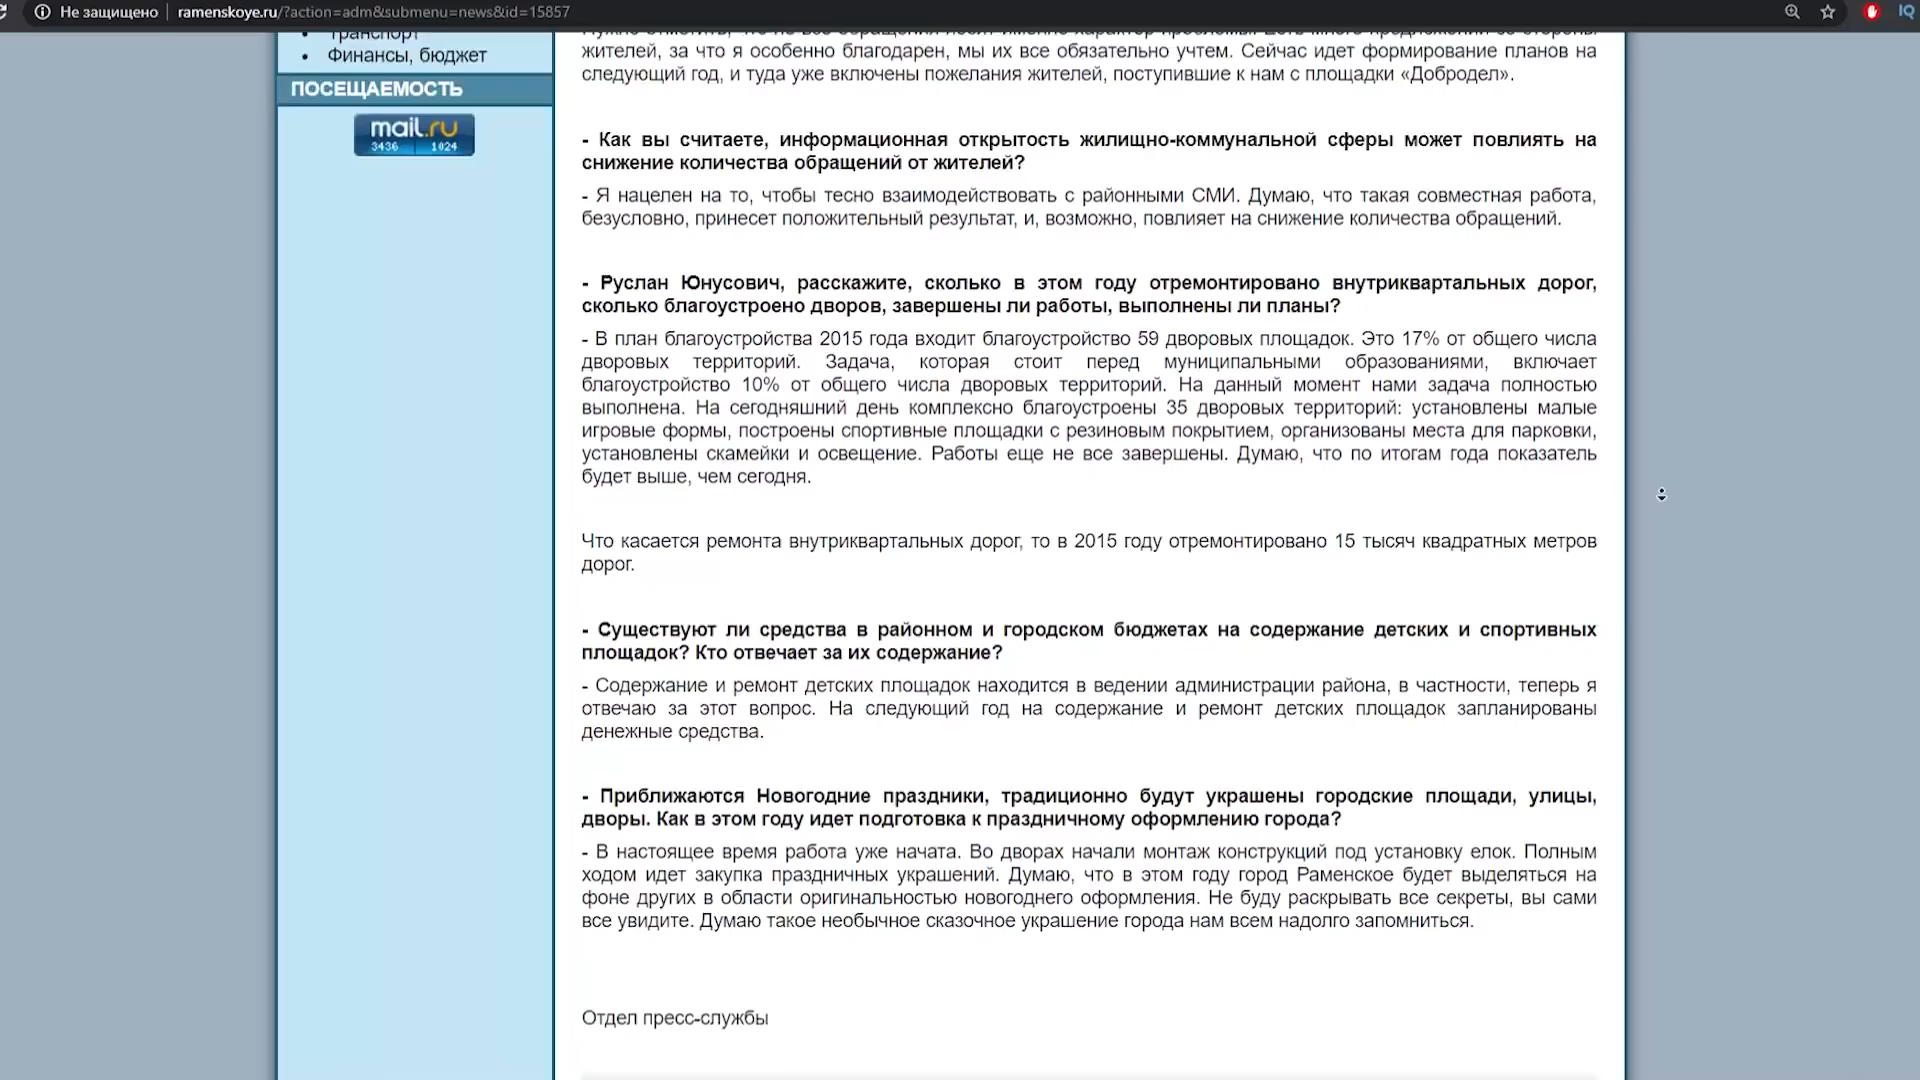 Не защищено
ramenskoye.ru/?action=adm&submenu=news&id=15857
IQ
Транспорт
Финансы, бюджет
ПОСЕЩАЕМОСТЬ
mail.ru
3436 1024
жителей, за что я особенно благодарен, мы их все обязательно учтем. Сейчас идет формирование планов на
следующий год, и туда уже включены пожелания жителей, поступившие к нам с площадки «Добродел».
- Как вы считаете, информационная открытость жилищно-коммунальной сферы может повлиять на
снижение количества обращений от жителей?
- Я нацелен на то, чтобы тесно взаимодействовать с районными СМИ. Думаю, что такая совместная работа,
безусловно, принесет положительный результат, и, возможно, повлияет на снижение количества обращений.
- Руслан Юнусович, расскажите, сколько в этом году отремонтировано внутриквартальных дорог,
сколько благоустроено дворов, завершены ли работы, выполнены ли планы?
- В план благоустройства 2015 года входит благоустройство 59 дворовых площадок. Это 17% от общего числа
дворовых территорий. Задача, которая стоит перед муниципальными образованиями, включает
благоустройство 10% от общего числа дворовых территорий. На данный момент нами задача полностью
выполнена. На сегодняшний день комплексно благоустроены 35 дворовых территорий: установлены малые
игровые формы, построены спортивные площадки с резиновым покрытием, организованы места для парковки,
установлены скамейки и освещение. Работы еще не все завершены. Думаю, что по итогам года показатель
будет выше, чем сегодня.
Что касается ремонта внутриквартальных дорог, то в 2015 году отремонтировано 15 тысяч квадратных метров
дорог.
- Существуют ли средства в районном и городском бюджетах на содержание детских и спортивных
площадок? Кто отвечает за их содержание?
- Содержание и ремонт детских площадок находится в ведении администрации района, в частности, теперь я
отвечаю за этот вопрос. На следующий год на содержание и ремонт детских площадок запланированы
денежные средства.
- Приближаются Новогодние праздники, традиционно будут украшены городские площади, улицы,
дворы. Как в этом году идет подготовка к праздничному оформлению города?
- В настоящее время работа уже начата. Во дворах начали монтаж конструкций под установку елок. Полным
ходом идет закупка праздничных украшений. Думаю, что в этом году город Раменское будет выделяться на
фоне других в области оригинальностью новогоднего оформления. Не буду раскрывать все секреты, вы сами
все увидите. Думаю такое необычное сказочное украшение города нам всем надолго запомниться.
Отдел пресс-службы